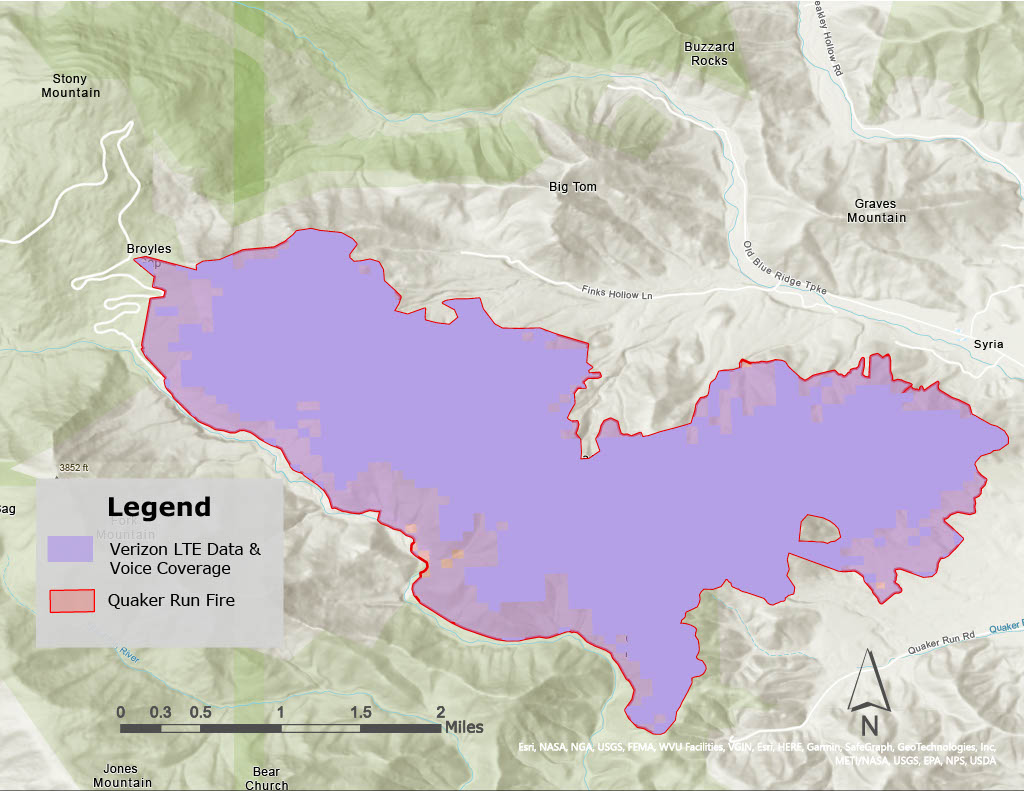 eakley Hollow Rd
Buzzard
Rocks
Stony
Mountain
Big Tom
Graves
Mountain
Broyles
Old Blue Ridge Tpke
Finks Hollow Ln
Syria
3852 ft
Legend
Fork
Mountain
Verizon LTE Data &
Voice Coverage
Quaker Run Fire
River
Quaker Run Rd
Quaker
0 0.3 0.5 1 1.5 2
Miles
N
Esri, NASA, NGA, USGS, FEMA, WVU Facilities, VGIN, Esri, HERE, Garmin, SafeGraph, GeoTechnologies, Inc,
METI/NASA, USGS, EPA, NPS, USDA
Jones
Mountain
Bear
Church